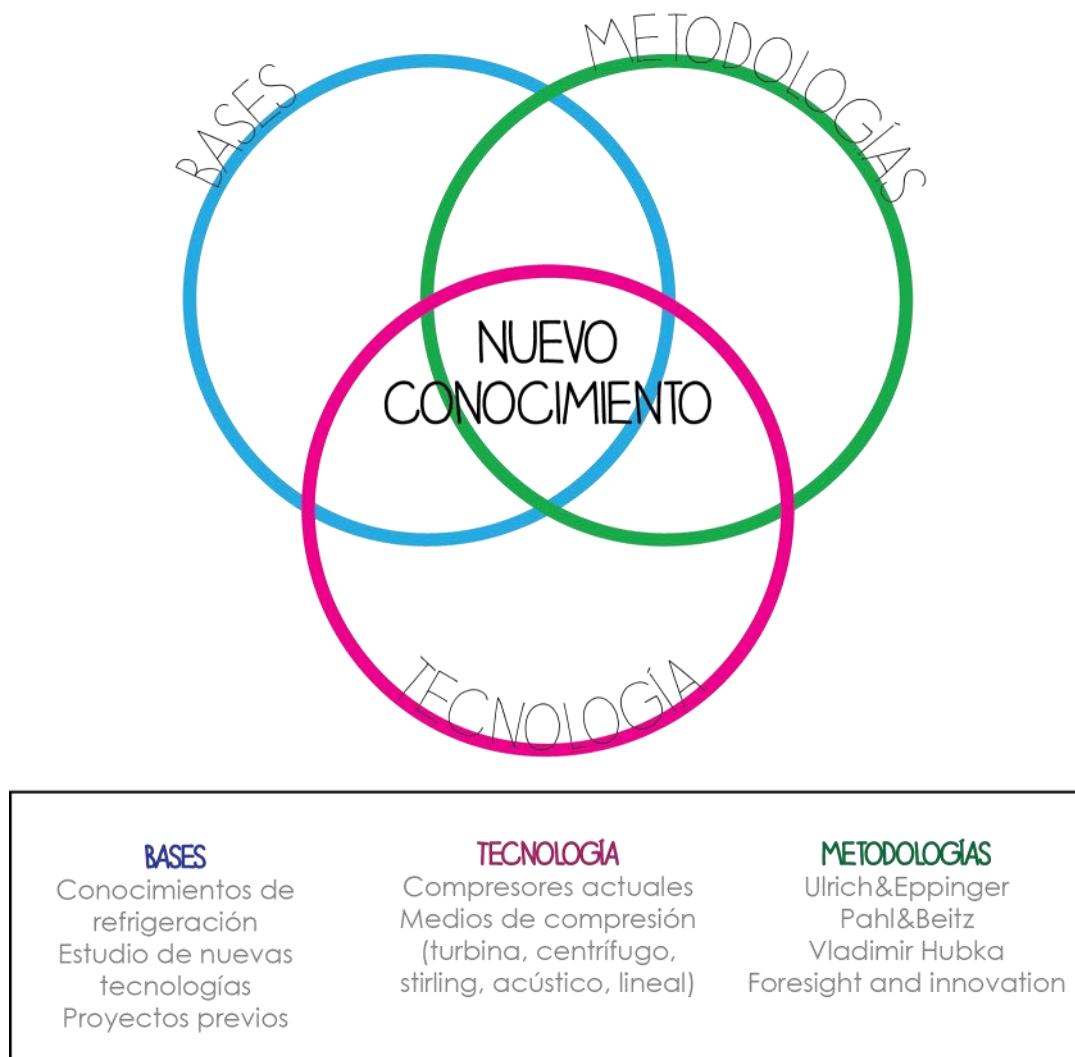 BASES
METODOLOGÍAS
NUEVO
CONOCIMIENTO
TECNOLOGÍA
BASES
Conocimientos de
refrigeración
Estudio de nuevas
tecnologías
Proyectos previos
TECNOLOGÍA
Compresores actuales
Medios de compresión
(turbina, centrífugo,
stirling, acústico, lineal)
METODOLOGÍAS
Ulrich&Eppinger
Pahl&Beitz
Vladimir Hubka
Foresight and innovation